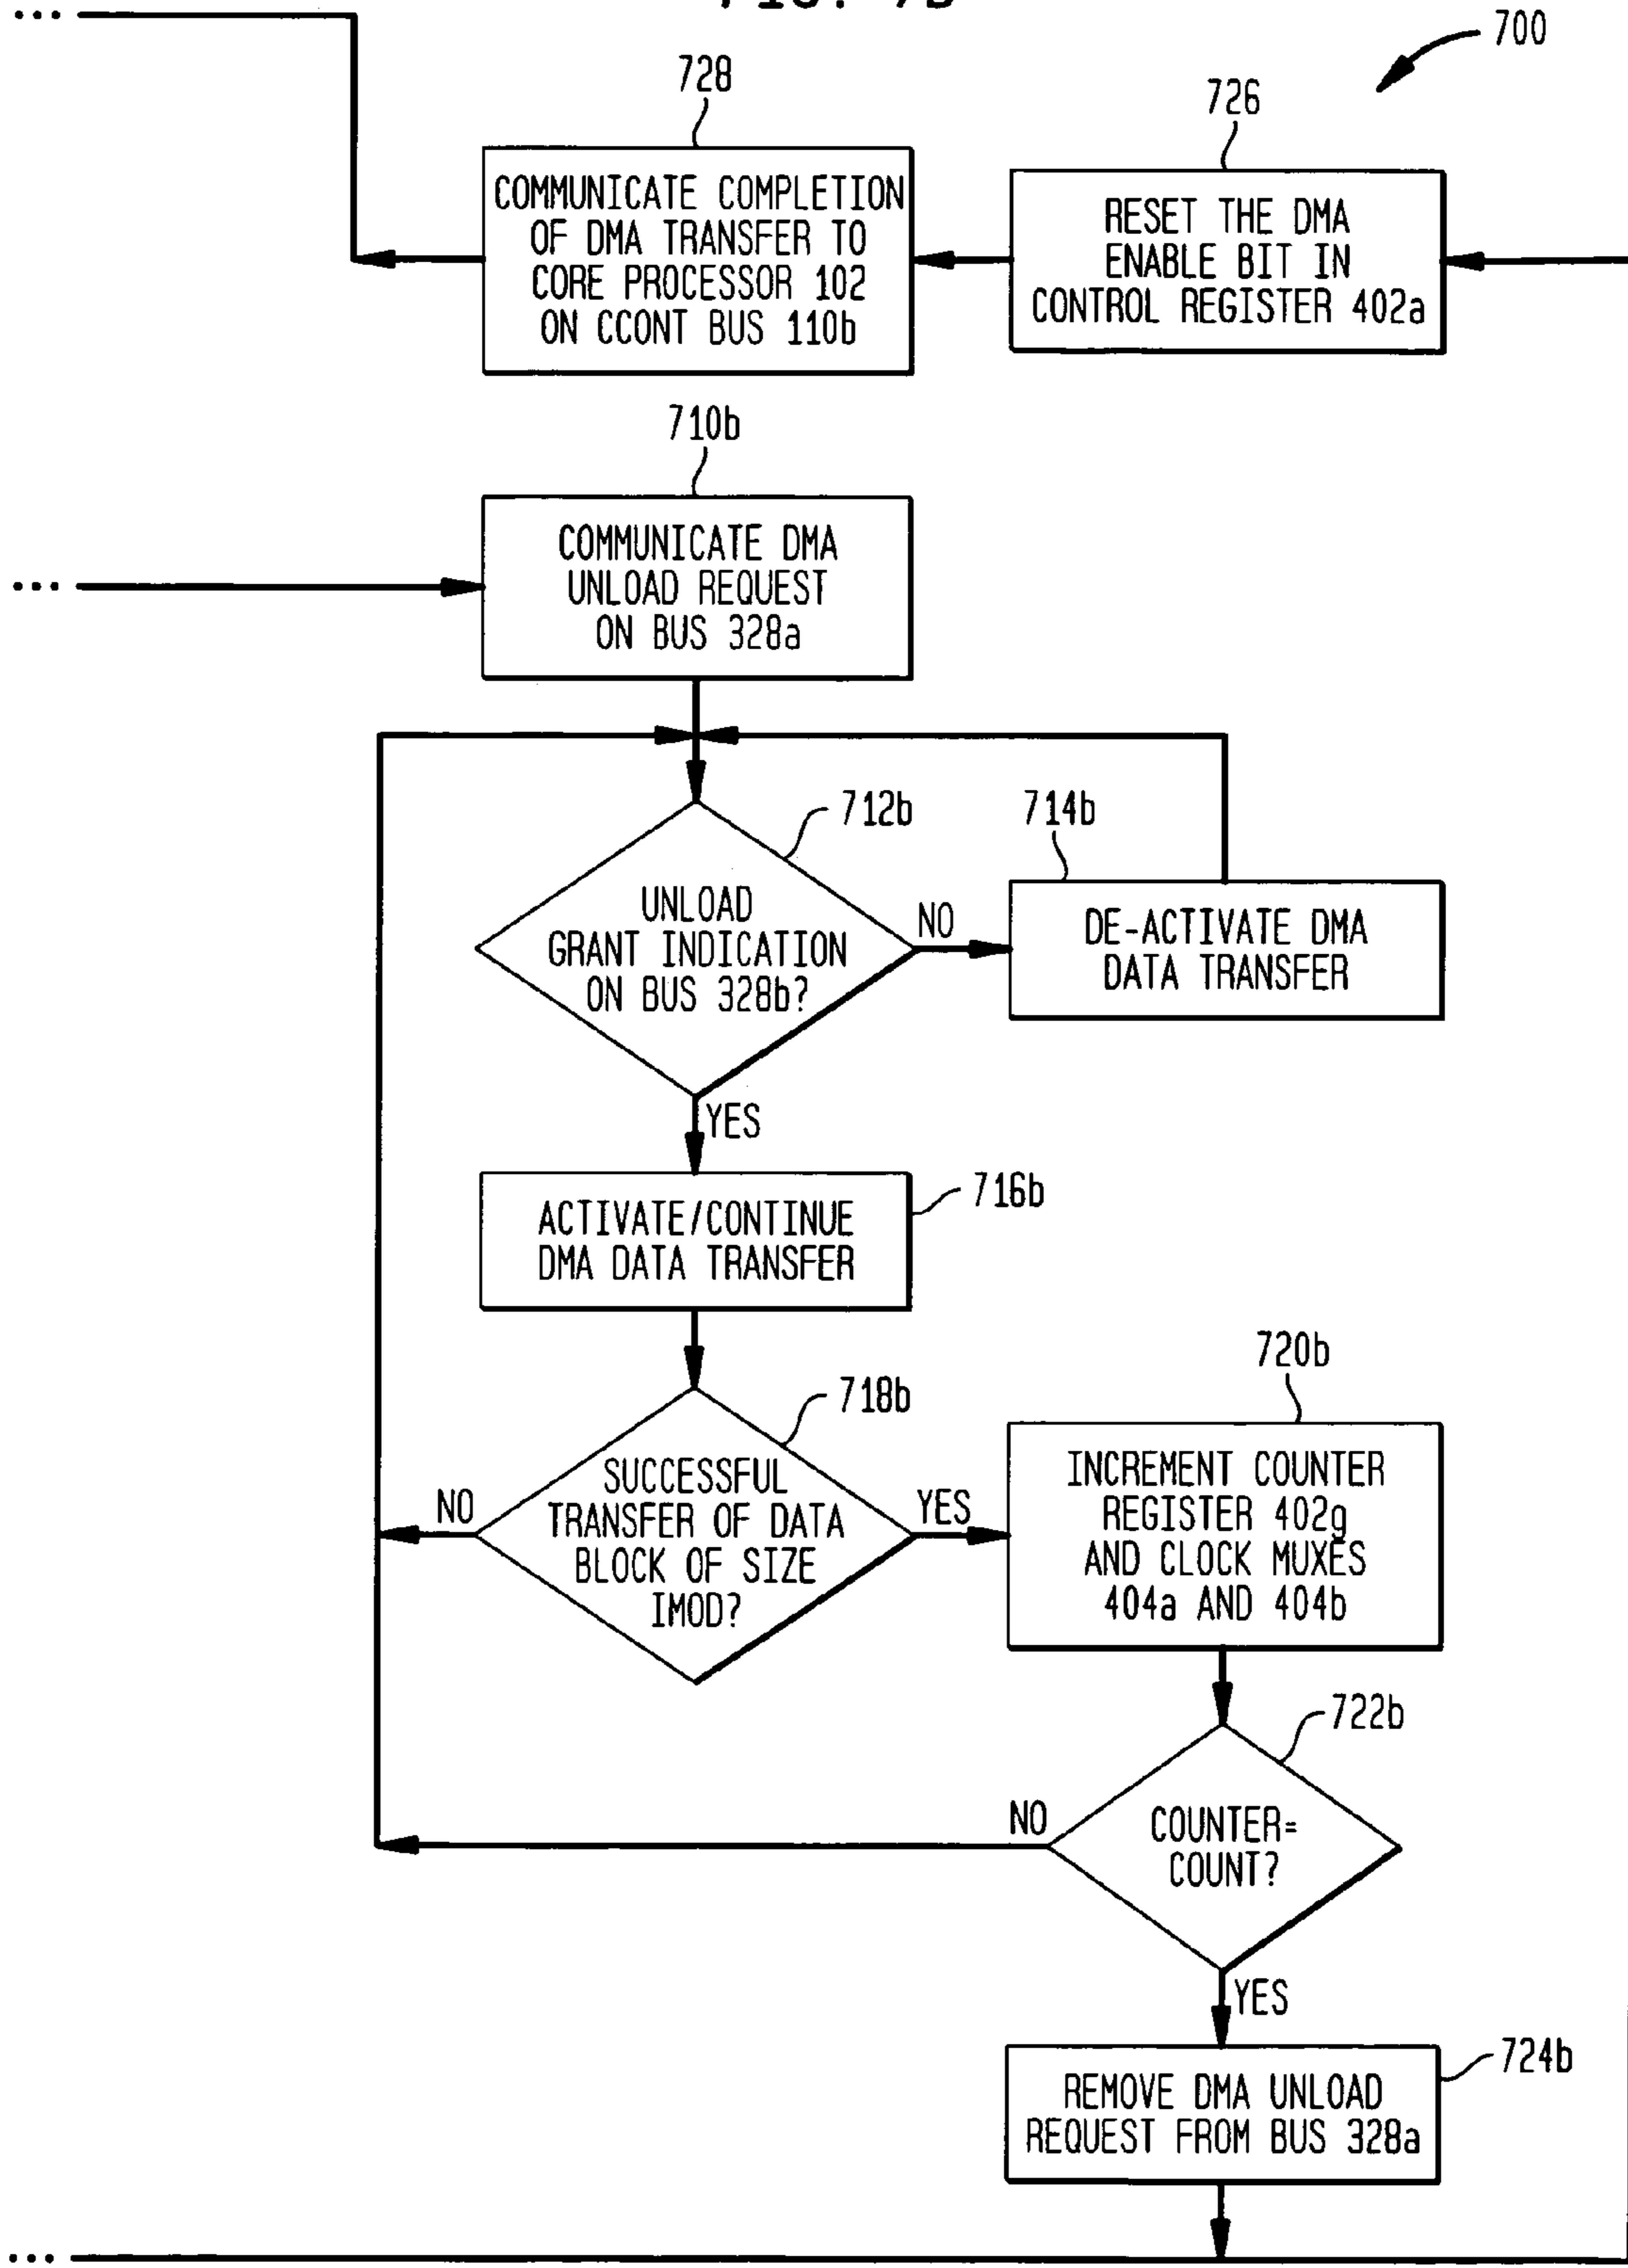 FIG. 7B
700
728
726
COMMUNICATE COMPLETION
OF DMA TRANSFER TO
CORE PROCESSOR 102
ON CCONT BUS 110b
RESET THE DMA
ENABLE BIT IN
CONTROL REGISTER 402a
710b
COMMUNICATE DMA
UNLOAD REQUEST
ON BUS 328a
712b
714b
UNLOAD
GRANT INDICATION
ON BUS 328b?
NO
DE-ACTIVATE DMA
DATA TRANSFER
YES
716b
ACTIVATE/CONTINUE
DMA DATA TRANSFER
720b
718b
SUCCESSFUL
TRANSFER OF DATA
BLOCK OF SIZE
IMOD?
NO
YES
INCREMENT COUNTER
REGISTER 402g
AND CLOCK MUXES
404a AND 404b
722b
NO
COUNTER=
COUNT?
YES
724b
REMOVE DMA UNLOAD
REQUEST FROM BUS 328a